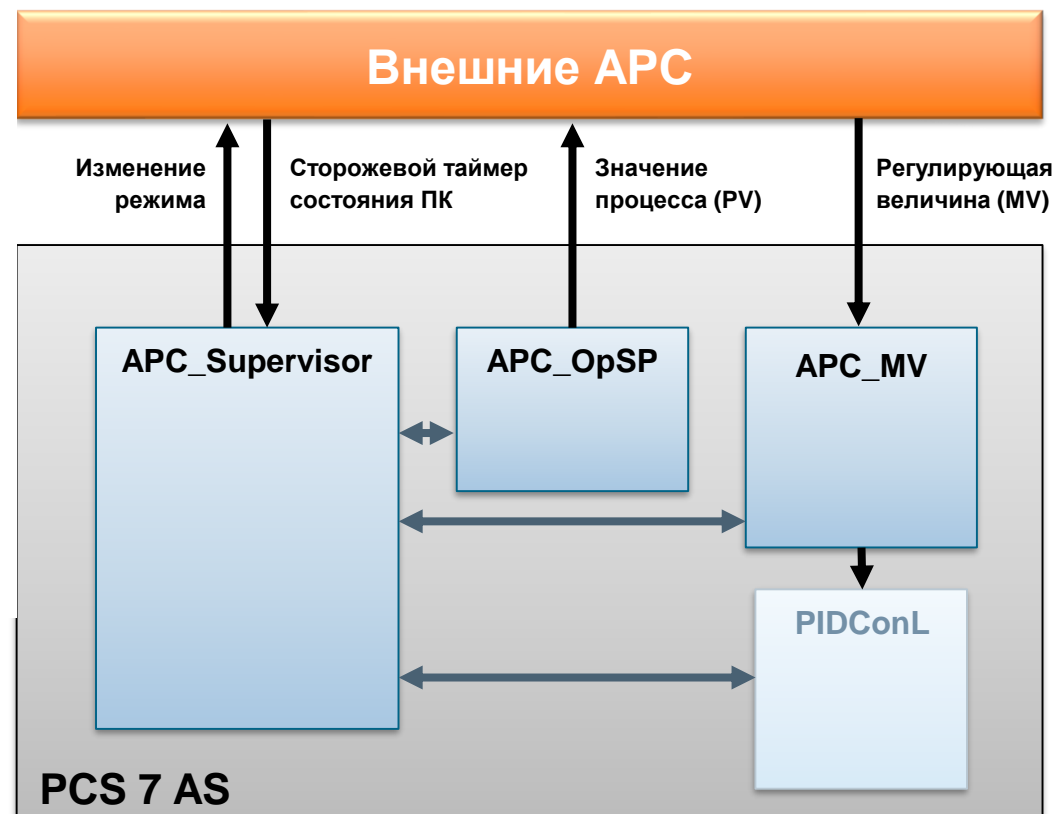 Внешние APC
Изменение
режима
Сторожевой таймер
состояния ПК
Значение
процесса (PV)
Регулирующая
величина (MV)
APC_Supervisor
APC_OpSP
APC_MV
PIDConL
PCS 7 AS